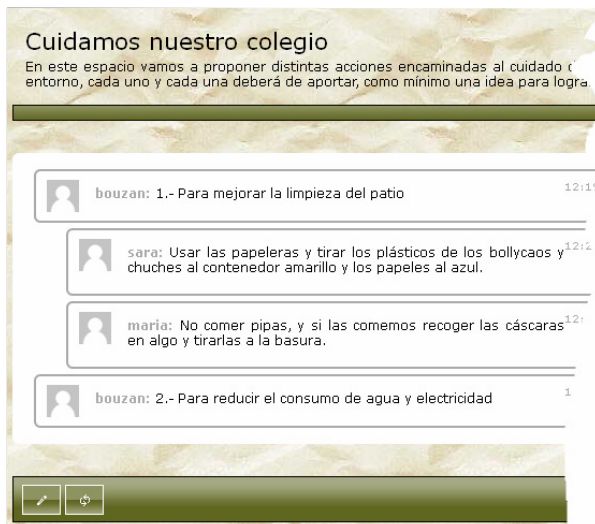 Cuidamos nuestro colegio
En este espacio vamos a proponer distintas acciones encaminadas al cuidado
entorno, cada uno y cada una deberá de aportar, como mínimo una idea para
bouzan: 1.- Para mejorar la limpieza del patio
sara: Usar las papeleras y tirar los plásticos de los bollycaos y
chuches al contenedor amarillo y los papeles al azul.
maria: No comer pipas, y si las comemos recoger las cáscaras
en algo y tirarlas a la basura.
bouzan: 2.- Para reducir el consumo de agua y electricidad